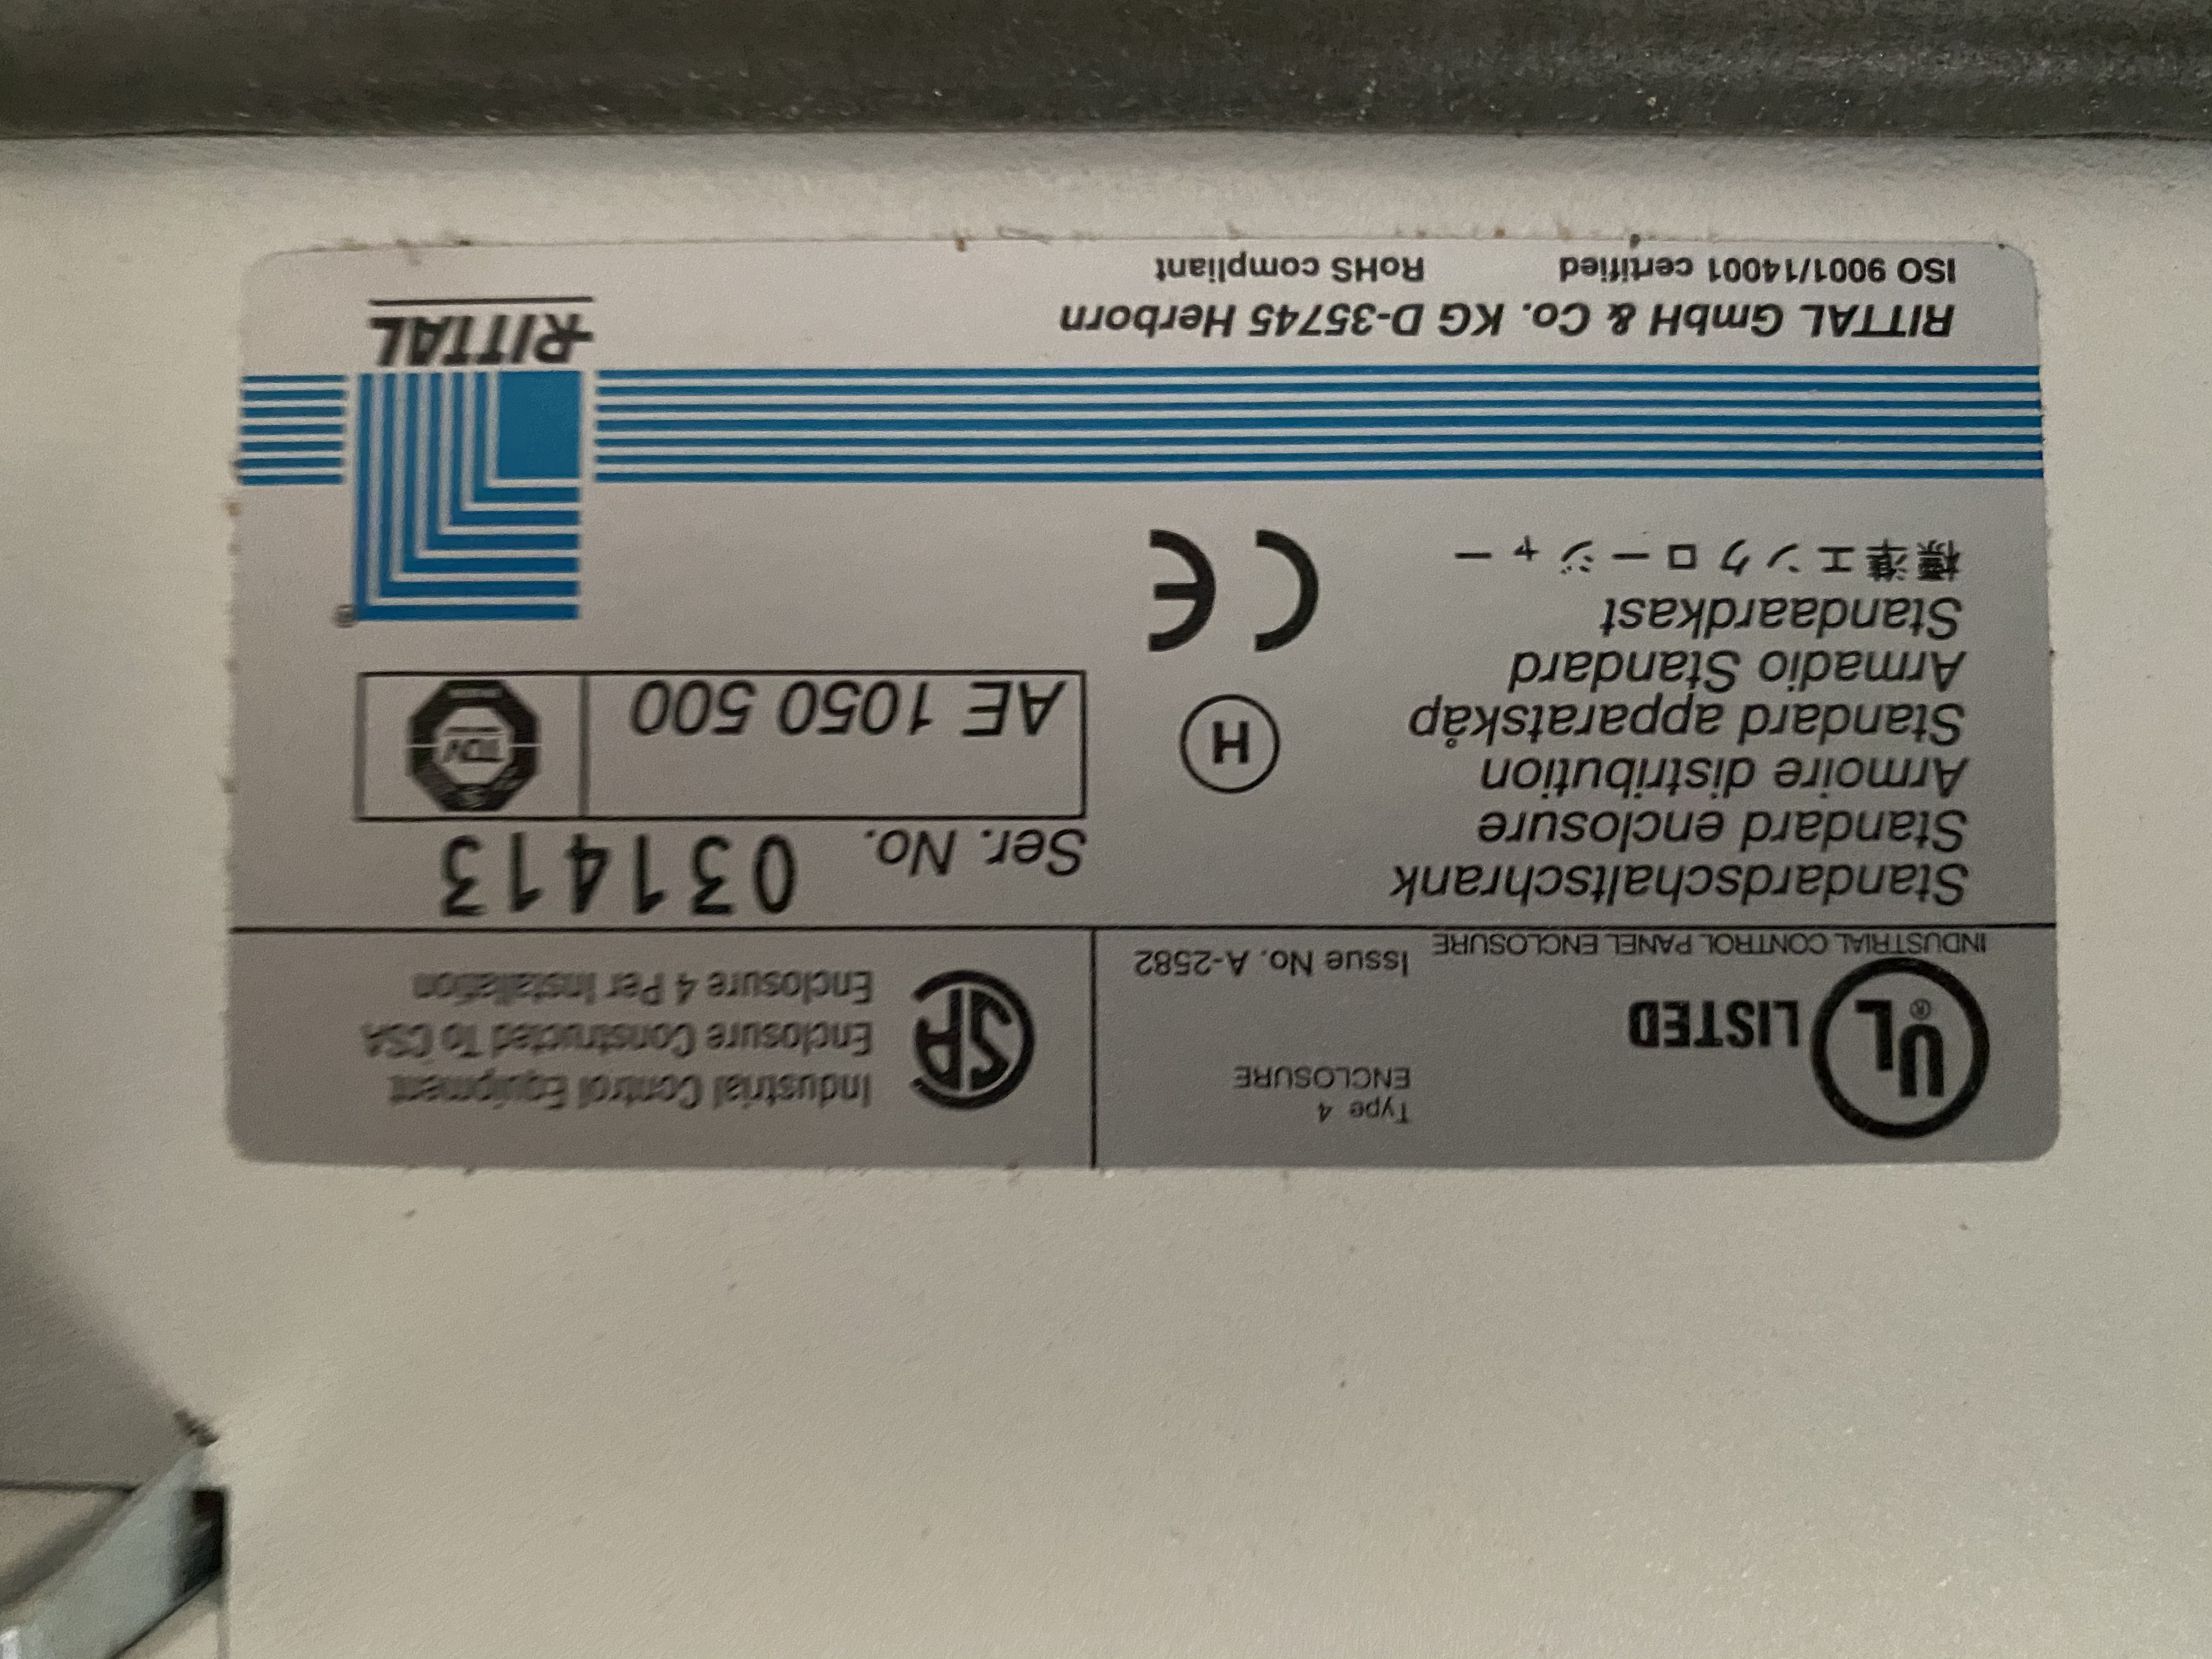 UL® LISTED
Type 4
ENCLOSURE
INDUSTRIAL CONTROL PANEL ENCLOSURE
Issue No. A-2582
SA
Industrial Control Equipment
Enclosure Constructed To CSA
Enclosure 4 Per Installation
Standardschaltschrank
Standard enclosure
Armoire distribution
Standard apparatskåp
Armadio Standard
Standaardkast
標準エンクロージャー
H
CE
Ser. No. 031413
AE 1050 500
TÜV
®
RITTAL
RITTAL GmbH & Co. KG D-35745 Herborn
ISO 9001/14001 certified RoHS compliant